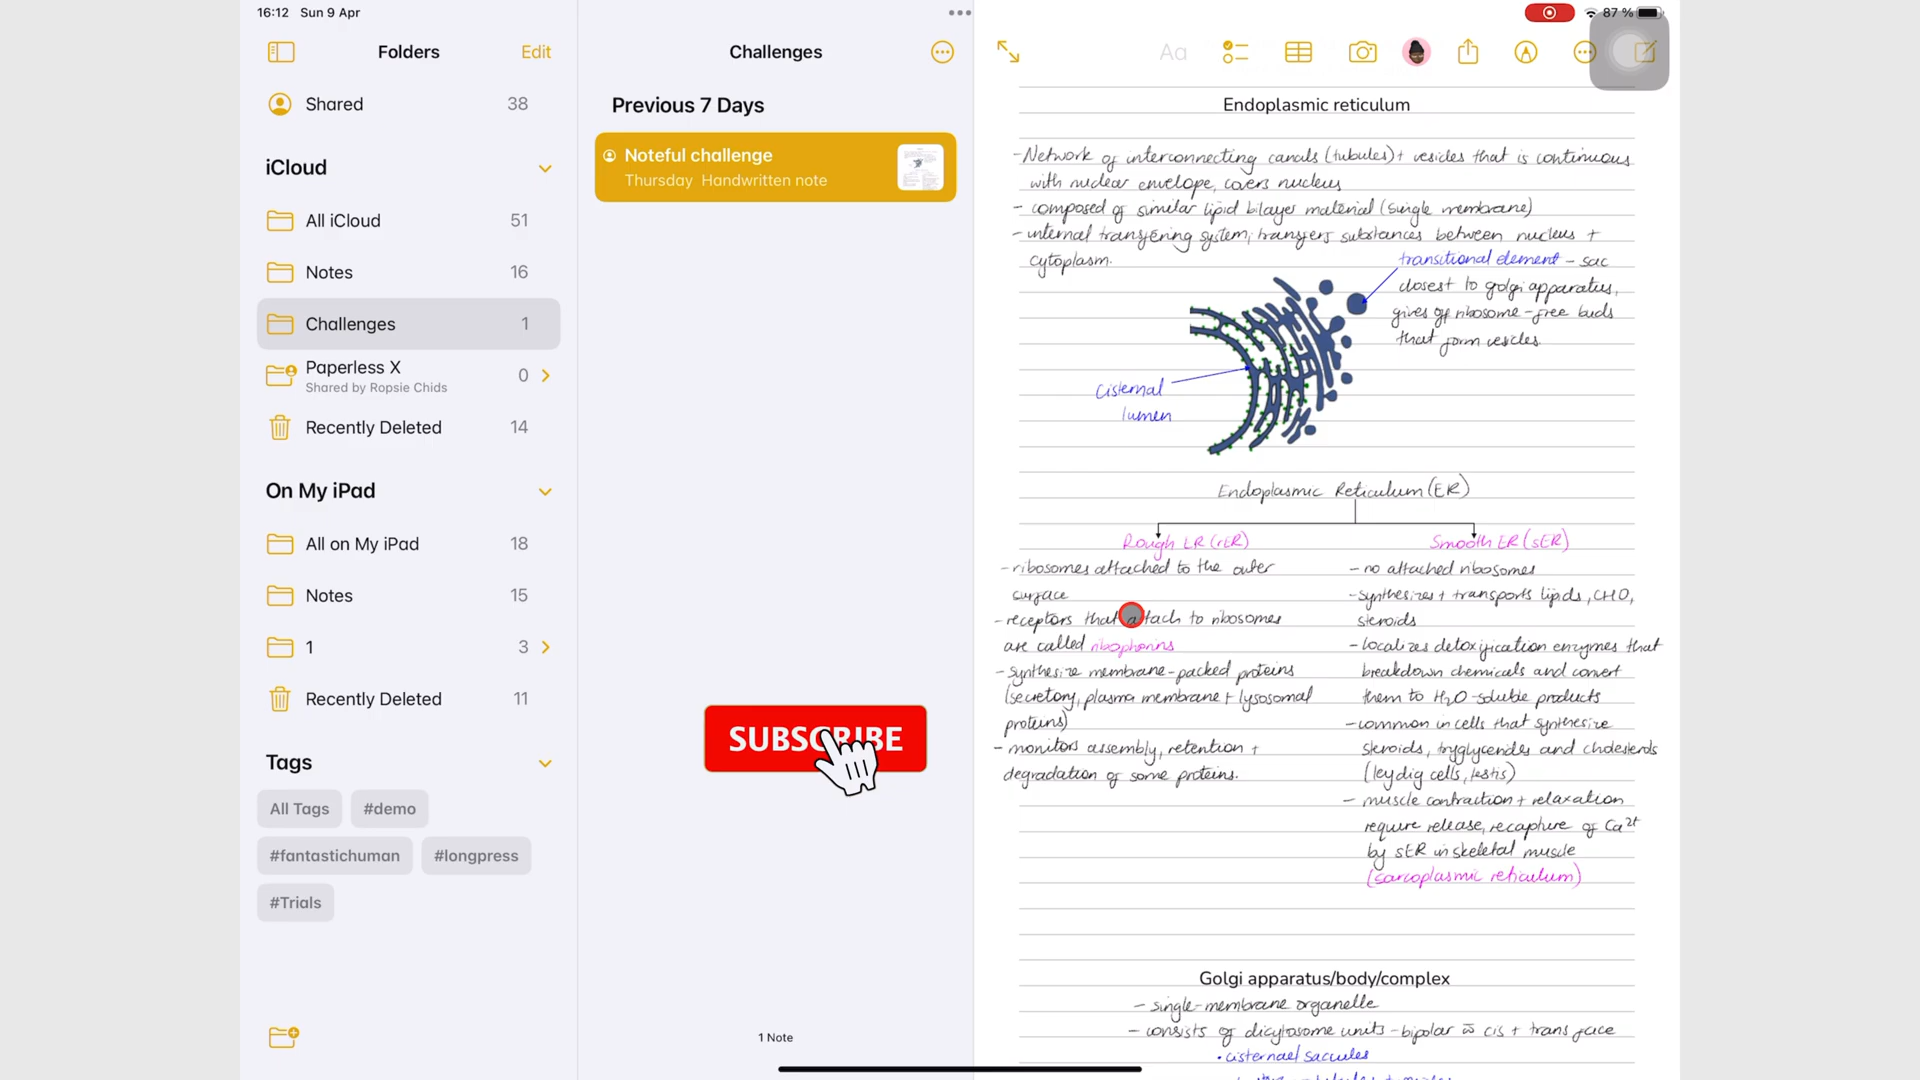 16:12 Sun 9 Apr
87 %
Folders
Edit
Shared 38
iCloud
All iCloud 51
Notes 16
Challenges 1
Paperless X 0
Shared by Ropsie Chids
Recently Deleted 14
On My iPad
All on My iPad 18
Notes 15
1 3
Recently Deleted 11
Tags
All Tags #demo
#fantastichuman #longpress
#Trials
Challenges
Previous 7 Days
Noteful challenge
Thursday Handwritten note
SUBSCRIBE
1 Note
Aa
Endoplasmic reticulum
- Network of interconnecting canals (tubules) + vesicles that is continuous
with nuclear envelope, covers nucleus
- composed of similar lipid bilayer material (single membrane)
- internal transfering system; transfers substances between nucleus +
cytoplasm.
transitional element - sac
closest to golgi apparatus,
gives off ribosome-free buds
that form vesicles.
Cisternal
lumen
Endoplasmic Reticulum (ER)
Rough ER (rER)
- ribosomes attached to the outer
surface
- receptors that attach to ribosomes
are called ribophorins
- synthesize membrane-packed proteins
(secretory, plasma membrane + lysosomal
proteins)
- monitors assembly, retention +
degradation of some proteins.
Smooth ER (sER)
- no attached ribosomes
- synthesizes + transports lipids, CHO,
steroids
- localizes detoxification enzymes that
breakdown chemicals and convert
them to H2O-soluble products
- common in cells that synthesize
steroids, tryglycerides and cholesterols
(leydig cells, testis)
- muscle contraction + relaxation
require release, recapture of Ca2+
by sER in skeletal muscle
(sarcoplasmic reticulum)
Golgi apparatus/body/complex
- single-membrane organelle
- consists of dictyosome units - bipolar cis + trans face
• cisternael saccules